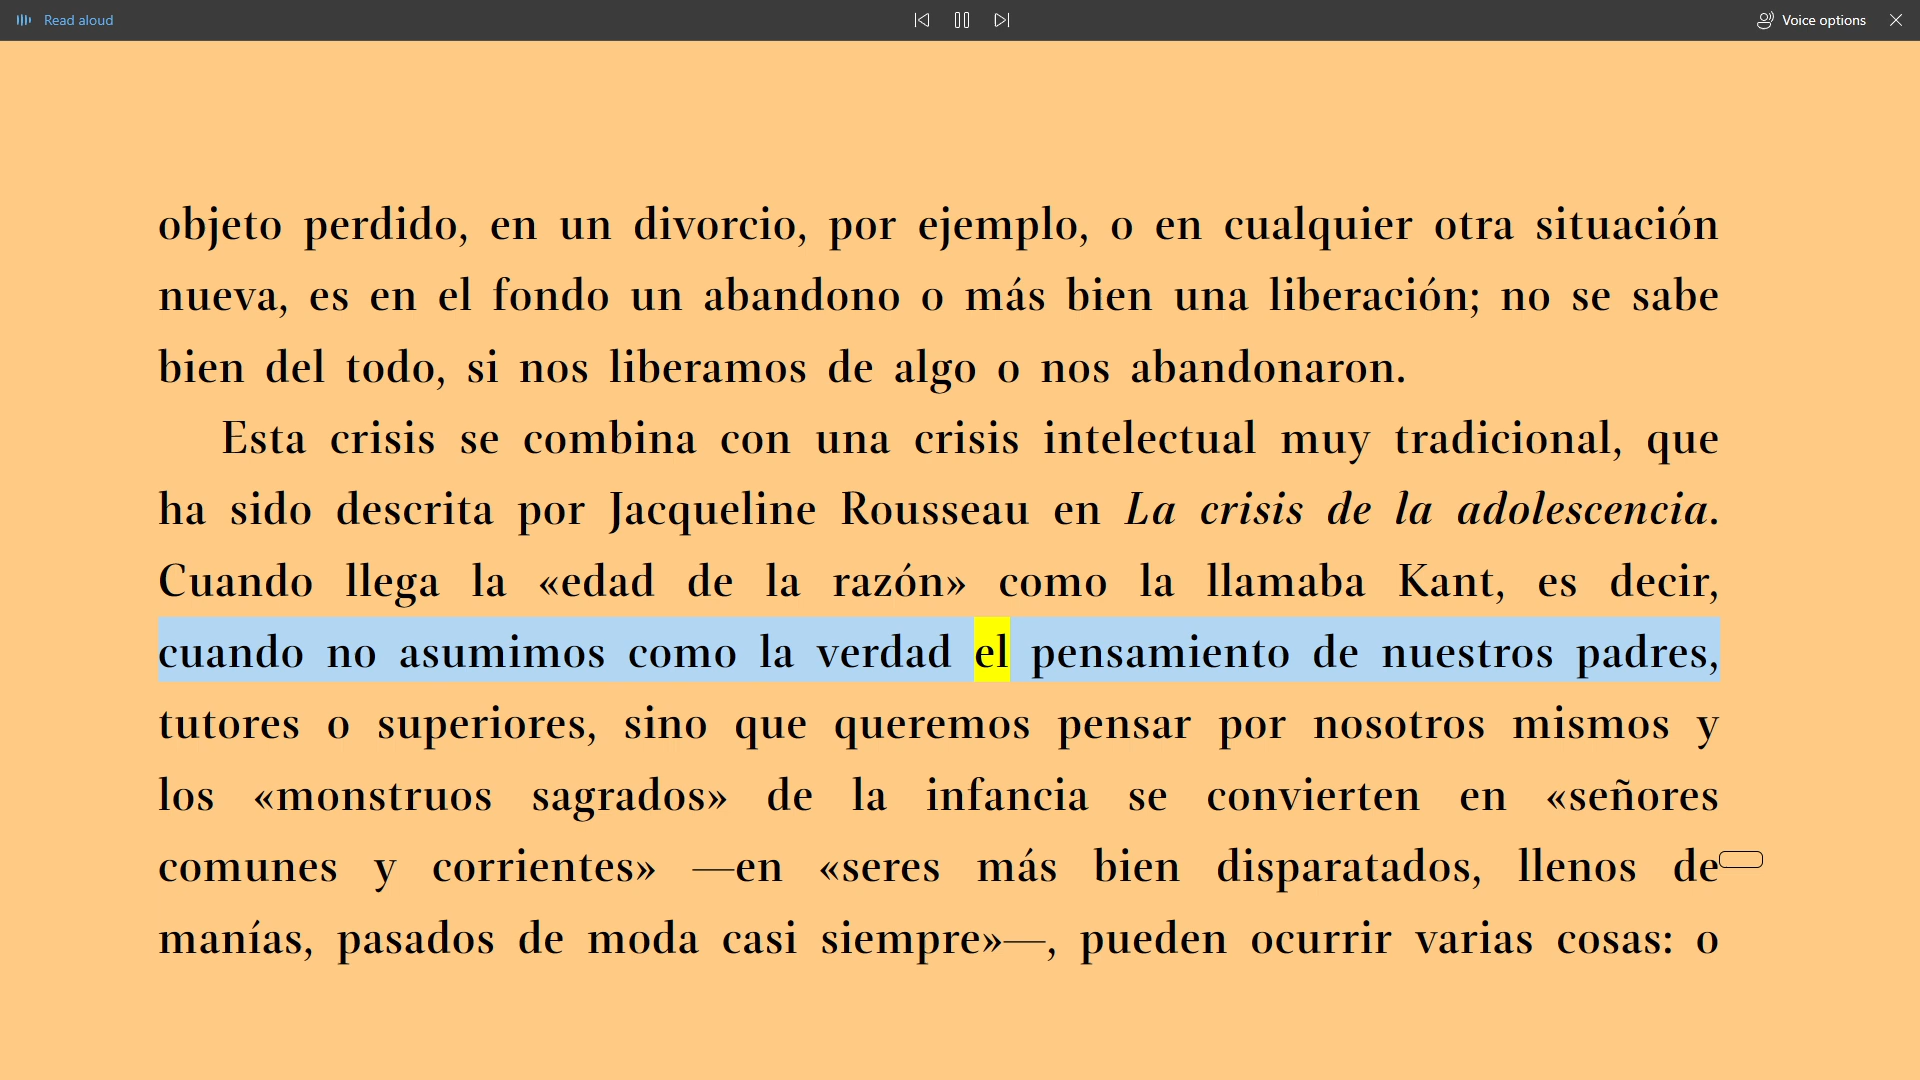 Read aloud
Voice options
objeto perdido, en un divorcio, por ejemplo, o en cualquier otra situación
nueva, es en el fondo un abandono o más bien una liberación; no se sabe
bien del todo, si nos liberamos de algo o nos abandonaron.
Esta crisis se combina con una crisis intelectual muy tradicional, que
ha sido descrita por Jacqueline Rousseau en La crisis de la adolescencia.
Cuando llega la «edad de la razón» como la llamaba Kant, es decir,
cuando no asumimos como la verdad el pensamiento de nuestros padres,
tutores o superiores, sino que queremos pensar por nosotros mismos y
los «monstruos sagrados» de la infancia se convierten en «señores
comunes y corrientes» —en «seres más bien disparatados, llenos de
manías, pasados de moda casi siempre»—, pueden ocurrir varias cosas: o